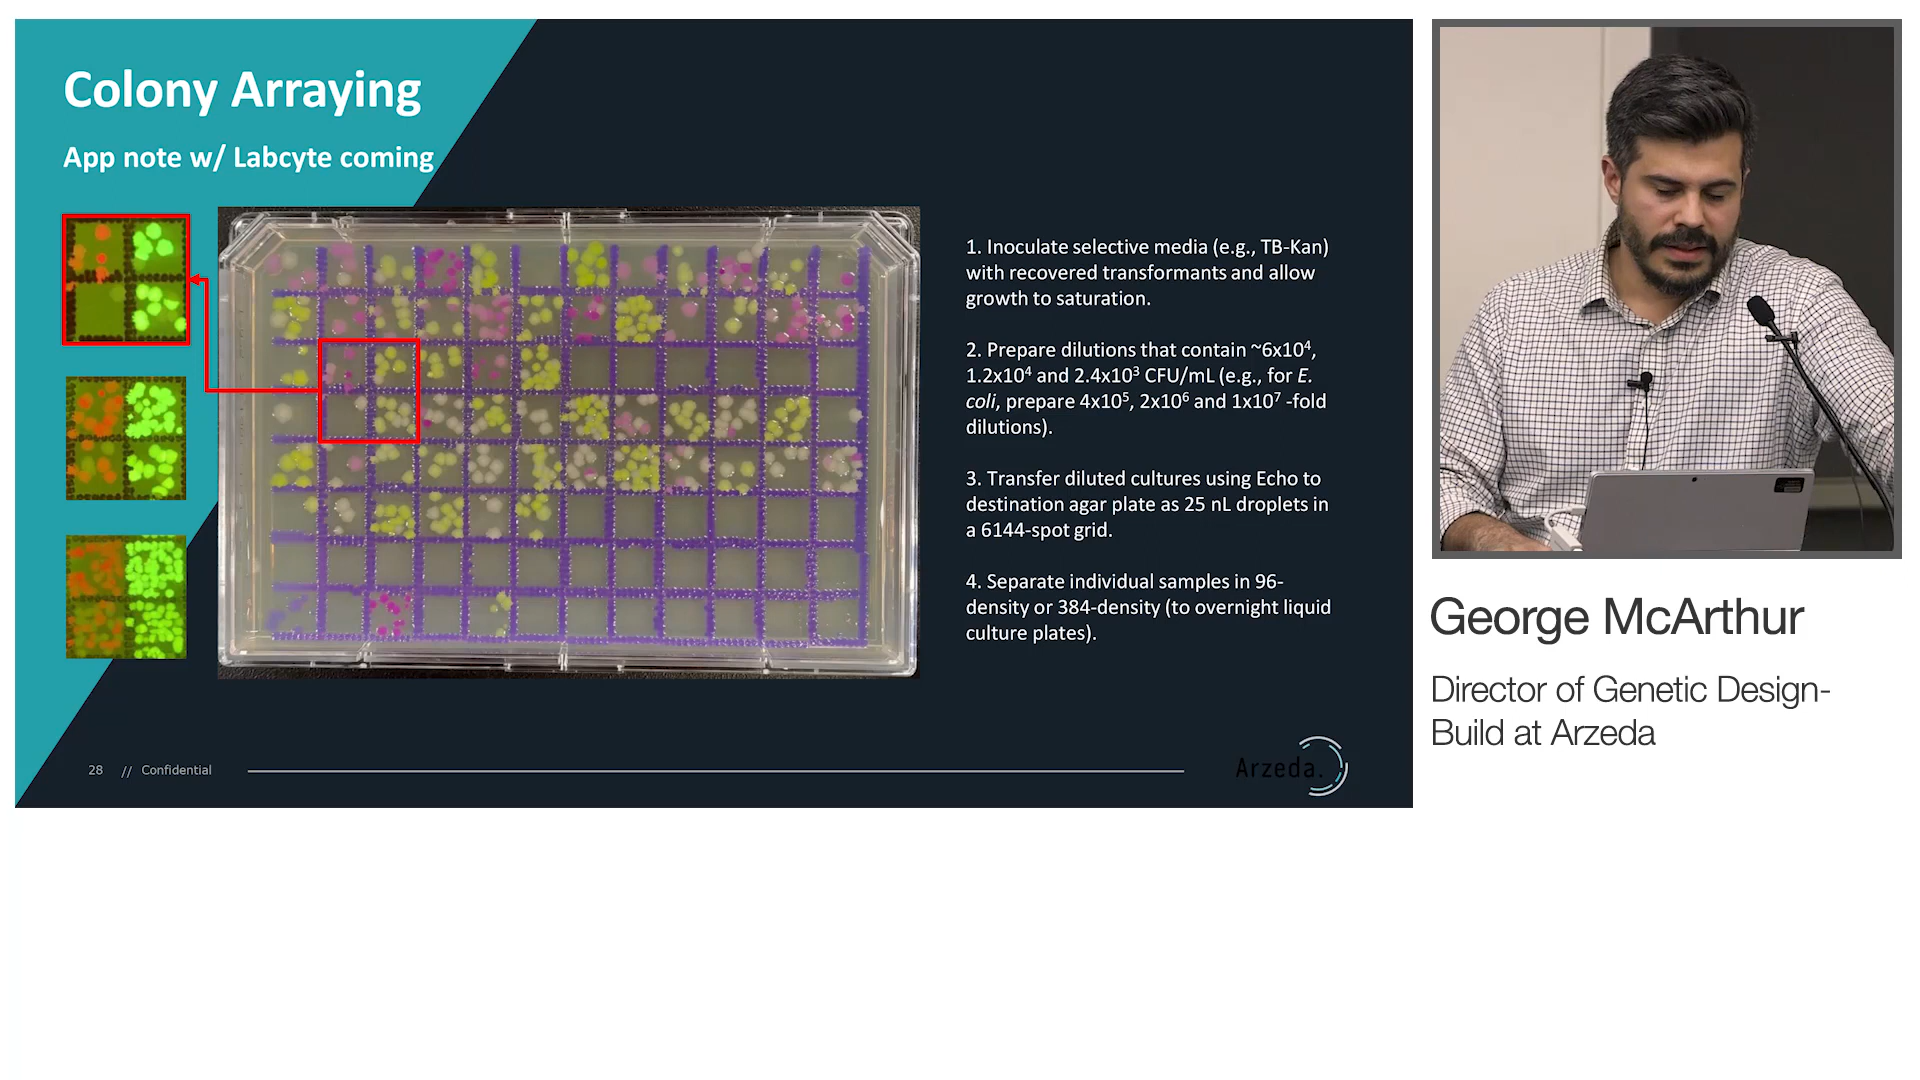 Colony Arraying
App note w/ Labcyte coming
1. Inoculate selective media (e.g., TB-Kan)
with recovered transformants and allow
growth to saturation.
2. Prepare dilutions that contain ~6x10⁴,
1.2x10⁴ and 2.4x10³ CFU/mL (e.g., for E.
coli, prepare 4x10⁵, 2x10⁶ and 1x10⁷ -fold
dilutions).
3. Transfer diluted cultures using Echo to
destination agar plate as 25 nL droplets in
a 6144-spot grid.
4. Separate individual samples in 96-
density or 384-density (to overnight liquid
culture plates).
28 // Confidential
Arzeda.
George McArthur
Director of Genetic Design-
Build at Arzeda